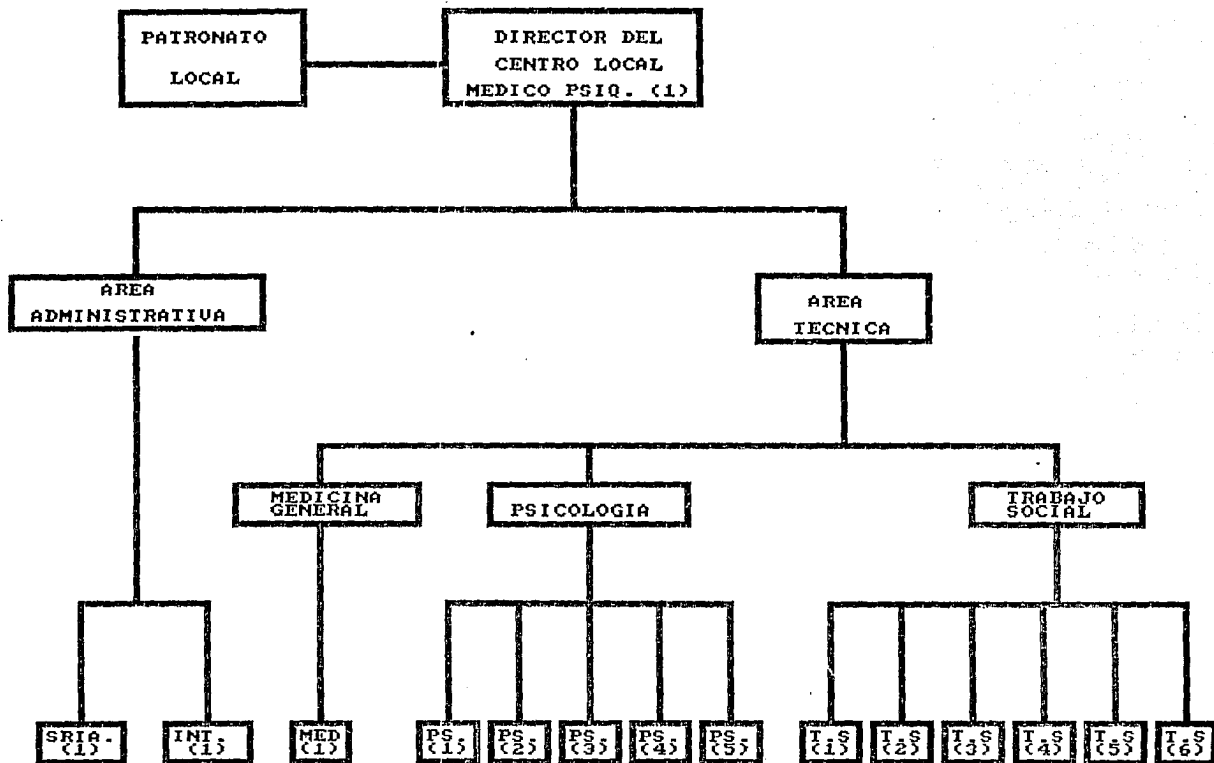 PATRONATO
LOCAL
DIRECTOR DEL
CENTRO LOCAL
MEDICO PSIQ. (1)
AREA
ADMINISTRATIVA
AREA
TECNICA
MEDICINA
GENERAL
PSICOLOGIA
TRABAJO
SOCIAL
SRIA.
(1)
INT.
(1)
MED
(1)
PS.
(1)
PS.
(2)
PS.
(3)
PS.
(4)
PS.
(5)
T.S
(1)
T.S
(2)
T.S
(3)
T.S
(4)
T.S
(5)
T.S
(6)